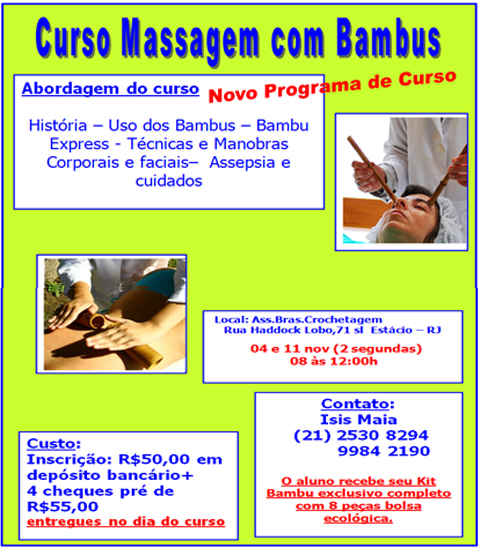 Curso Massagem com Bambus
Abordagem do curso
Novo Programa de Curso
História – Uso dos Bambus – Bambu
Express - Técnicas e Manobras
Corporais e faciais– Assepsia e
cuidados
Local: Ass.Bras.Crochetagem
Rua Haddock Lobo,71 sl Estácio – RJ
04 e 11 nov (2 segundas)
08 às 12:00h
Contato:
Isis Maia
(21) 2530 8294
9984 2190
O aluno recebe seu Kit
Bambu exclusivo completo
com 8 peças bolsa
ecológica.
Custo:
Inscrição: R$50,00 em
depósito bancário+
4 cheques pré de
R$55,00
entregues no dia do curso